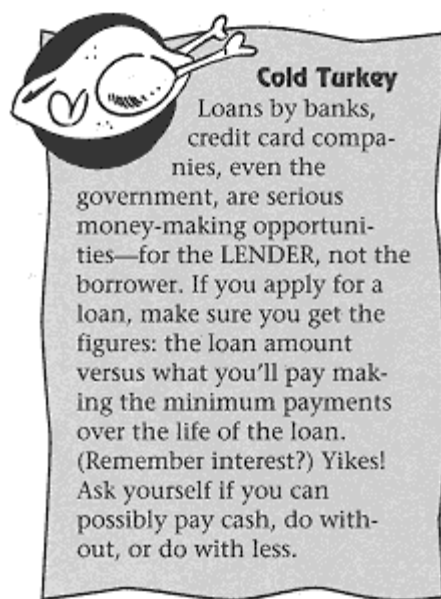 Cold Turkey
Loans by banks,
credit card compa-
nies, even the
government, are serious
money-making opportuni-
ties—for the LENDER, not the
borrower. If you apply for a
loan, make sure you get the
figures: the loan amount
versus what you'll pay mak-
ing the minimum payments
over the life of the loan.
(Remember interest?) Yikes!
Ask yourself if you can
possibly pay cash, do with-
out, or do with less.